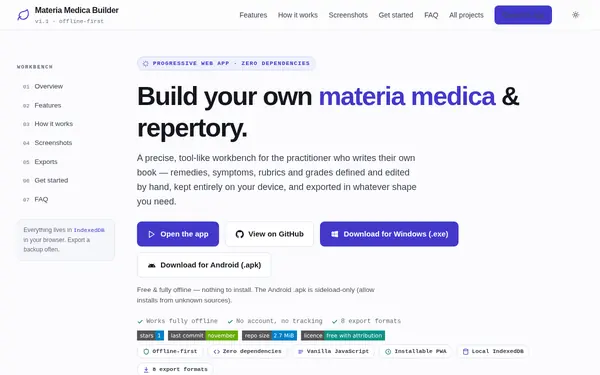 Materia Medica Builder
v1.1 · offline-first
Features How it works Screenshots Get started FAQ All projects
WORKBENCH
01 Overview
02 Features
03 How it works
04 Screenshots
05 Exports
06 Get started
07 FAQ
Everything lives in IndexedDB
in your browser. Export a
backup often.
PROGRESSIVE WEB APP · ZERO DEPENDENCIES
Build your own materia medica &
repertory.
A precise, tool-like workbench for the practitioner who writes their own
book — remedies, symptoms, rubrics and grades defined and edited
by hand, kept entirely on your device, and exported in whatever shape
you need.
Open the app
View on GitHub
Download for Windows (.exe)
Download for Android (.apk)
Free & fully offline — nothing to install. The Android .apk is sideload-only (allow
installs from unknown sources).
Works fully offline No account, no tracking 8 export formats
stars 1 last commit november repo size 2.7 MiB licence free with attribution
Offline-first Zero dependencies Vanilla JavaScript Installable PWA Local IndexedDB
8 export formats